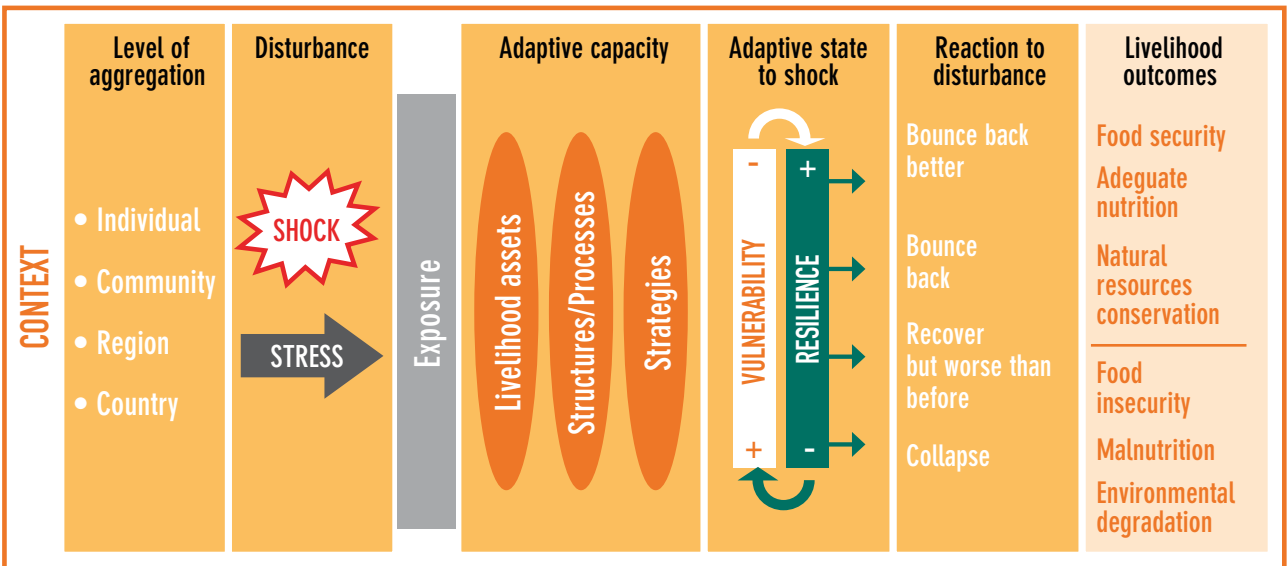 CONTEXT
Level of
aggregation
• Individual
• Community
• Region
• Country
Disturbance
SHOCK
STRESS
Exposure
Adaptive capacity
Livelihood assets
Structures/Processes
Strategies
Adaptive state
to shock
-
VULNERABILITY
+
+
RESILIENCE
-
Reaction to
disturbance
Bounce back
better
Bounce
back
Recover
but worse than
before
Collapse
Livelihood
outcomes
Food security
Adeguate
nutrition
Natural
resources
conservation
Food
insecurity
Malnutrition
Environmental
degradation